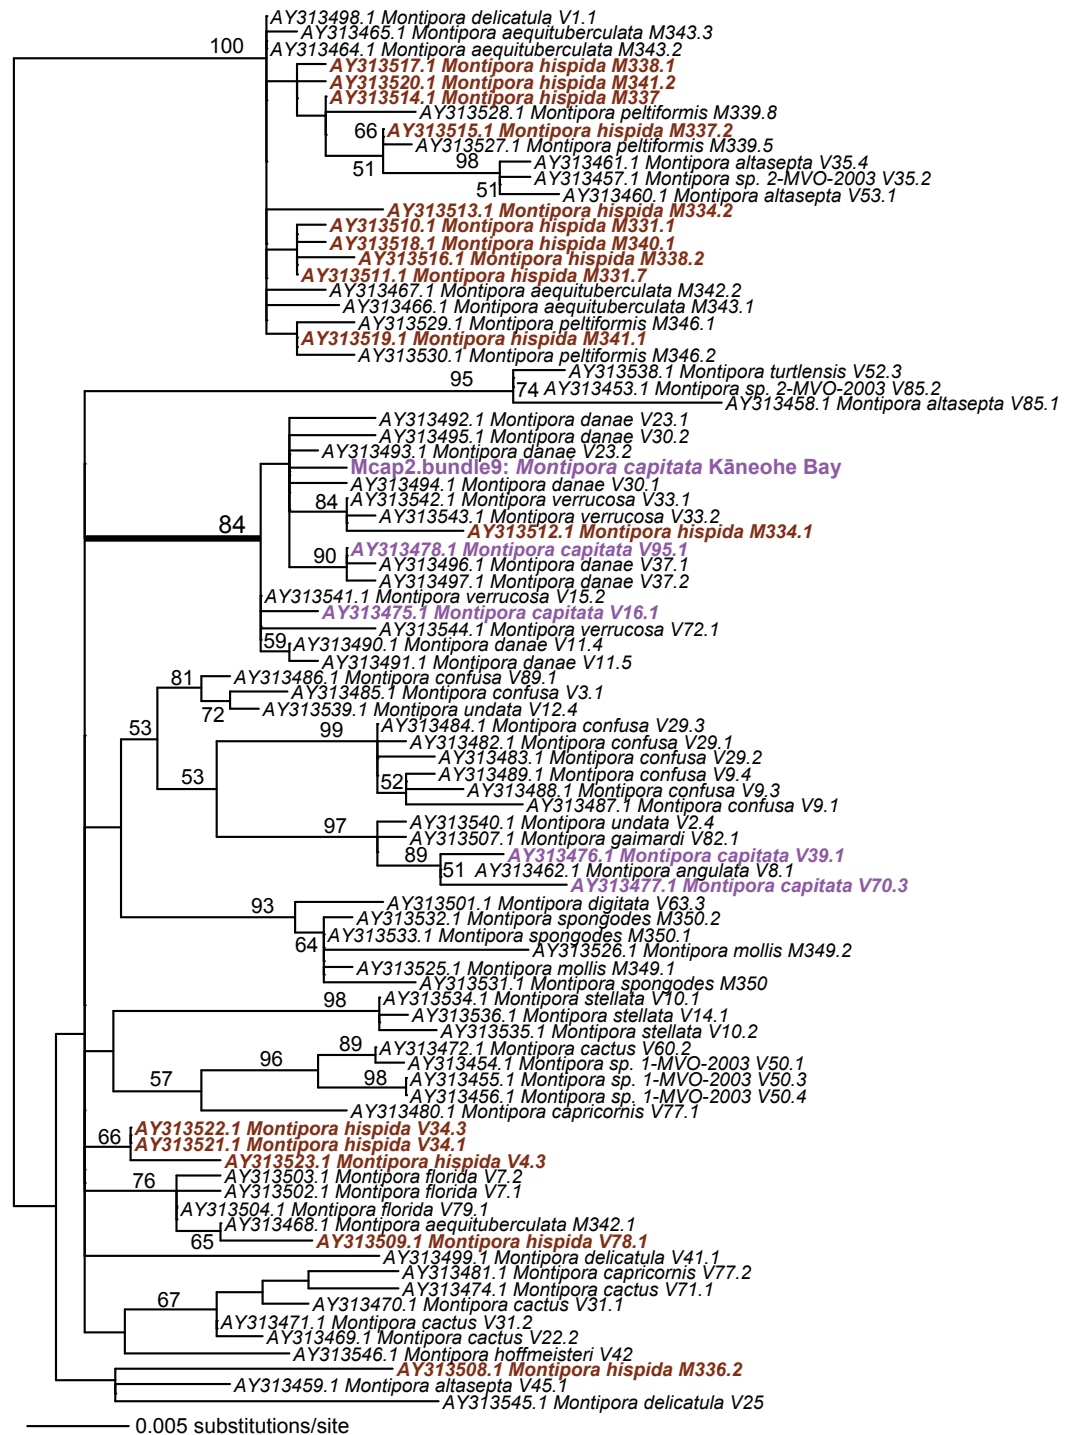 AY313498.1 Montipora delicatula V1.1
AY313465.1 Montipora aequituberculata M343.3
100
AY313464.1 Montipora aequituberculata M343.2
AY313517.1 Montipora hispida M338.1
AY313520.1 Montipora hispida M341.2
AY313514.1 Montipora hispida M337
AY313528.1 Montipora peltiformis M339.8
66
AY313515.1 Montipora hispida M337.2
AY313527.1 Montipora peltiformis M339.5
51
98
AY313461.1 Montipora altasepta V35.4
AY313457.1 Montipora sp. 2-MVO-2003 V35.2
51
AY313460.1 Montipora altasepta V53.1
AY313513.1 Montipora hispida M334.2
AY313510.1 Montipora hispida M331.1
AY313518.1 Montipora hispida M340.1
AY313516.1 Montipora hispida M338.2
AY313511.1 Montipora hispida M331.7
AY313467.1 Montipora aequituberculata M342.2
AY313466.1 Montipora aequituberculata M343.1
AY313529.1 Montipora peltiformis M346.1
AY313519.1 Montipora hispida M341.1
AY313530.1 Montipora peltiformis M346.2
AY313538.1 Montipora turtlensis V52.3
95
74
AY313453.1 Montipora sp. 2-MVO-2003 V85.2
AY313458.1 Montipora altasepta V85.1
AY313492.1 Montipora danae V23.1
AY313495.1 Montipora danae V30.2
AY313493.1 Montipora danae V23.2
Mcap2.bundle9: Montipora capitata Kāneohe Bay
AY313494.1 Montipora danae V30.1
84
AY313542.1 Montipora verrucosa V33.1
AY313543.1 Montipora verrucosa V33.2
84
AY313512.1 Montipora hispida M334.1
AY313478.1 Montipora capitata V95.1
90
AY313496.1 Montipora danae V37.1
AY313497.1 Montipora danae V37.2
AY313541.1 Montipora verrucosa V15.2
AY313475.1 Montipora capitata V16.1
AY313544.1 Montipora verrucosa V72.1
59
AY313490.1 Montipora danae V11.4
AY313491.1 Montipora danae V11.5
81
AY313486.1 Montipora confusa V89.1
AY313485.1 Montipora confusa V3.1
72
AY313539.1 Montipora undata V12.4
53
99
AY313484.1 Montipora confusa V29.3
AY313482.1 Montipora confusa V29.1
AY313483.1 Montipora confusa V29.2
53
52
AY313489.1 Montipora confusa V9.4
AY313488.1 Montipora confusa V9.3
AY313487.1 Montipora confusa V9.1
97
AY313540.1 Montipora undata V2.4
AY313507.1 Montipora gaimardi V82.1
89
AY313476.1 Montipora capitata V39.1
51
AY313462.1 Montipora angulata V8.1
AY313477.1 Montipora capitata V70.3
93
AY313501.1 Montipora digitata V63.3
AY313532.1 Montipora spongodes M350.2
AY313533.1 Montipora spongodes M350.1
64
AY313526.1 Montipora mollis M349.2
AY313525.1 Montipora mollis M349.1
AY313531.1 Montipora spongodes M350
98
AY313534.1 Montipora stellata V10.1
AY313536.1 Montipora stellata V14.1
AY313535.1 Montipora stellata V10.2
89
AY313472.1 Montipora cactus V60.2
96
AY313454.1 Montipora sp. 1-MVO-2003 V50.1
57
98
AY313455.1 Montipora sp. 1-MVO-2003 V50.3
AY313456.1 Montipora sp. 1-MVO-2003 V50.4
AY313480.1 Montipora capricornis V77.1
AY313522.1 Montipora hispida V34.3
66
AY313521.1 Montipora hispida V34.1
AY313523.1 Montipora hispida V4.3
76
AY313503.1 Montipora florida V7.2
AY313502.1 Montipora florida V7.1
AY313504.1 Montipora florida V79.1
AY313468.1 Montipora aequituberculata M342.1
65
AY313509.1 Montipora hispida V78.1
AY313499.1 Montipora delicatula V41.1
AY313481.1 Montipora capricornis V77.2
AY313474.1 Montipora cactus V71.1
67
AY313470.1 Montipora cactus V31.1
AY313471.1 Montipora cactus V31.2
AY313469.1 Montipora cactus V22.2
AY313546.1 Montipora hoffmeisteri V42
AY313508.1 Montipora hispida M336.2
AY313459.1 Montipora altasepta V45.1
AY313545.1 Montipora delicatula V25
0.005 substitutions/site